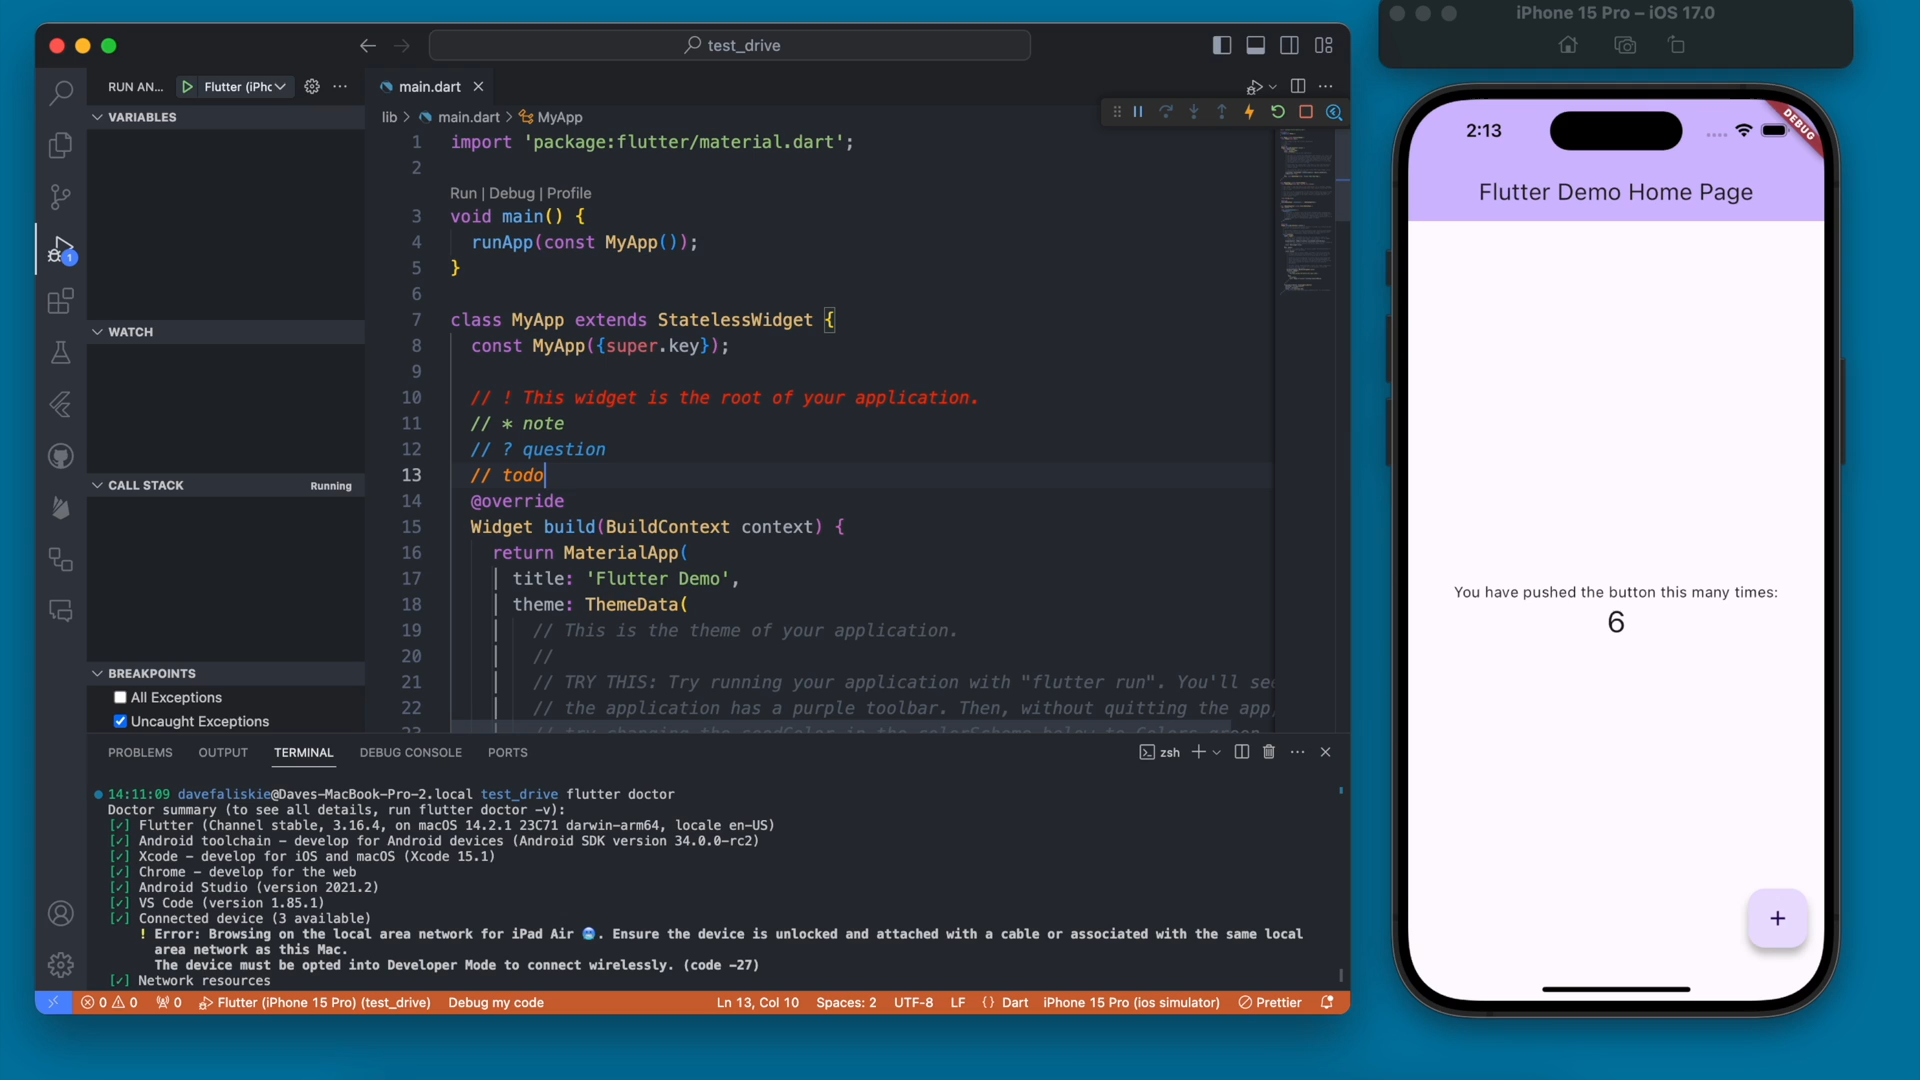 test_drive
RUN AN...
Flutter (iPhc
main.dart
VARIABLES
WATCH
CALL STACK
Running
BREAKPOINTS
All Exceptions
Uncaught Exceptions
1
lib > main.dart > MyApp
1 import 'package:flutter/material.dart';
2
Run | Debug | Profile
3 void main() {
4 runApp(const MyApp());
5 }
6
7 class MyApp extends StatelessWidget {
8 const MyApp({super.key});
9
10 // ! This widget is the root of your application.
11 // * note
12 // ? question
13 // todo
14 @override
15 Widget build(BuildContext context) {
16 return MaterialApp(
17 title: 'Flutter Demo',
18 theme: ThemeData(
19 // This is the theme of your application.
20 //
21 // TRY THIS: Try running your application with "flutter run". You'll see
22 // the application has a purple toolbar. Then, without quitting the app,
PROBLEMS
OUTPUT
TERMINAL
DEBUG CONSOLE
PORTS
zsh
14:11:09 davefaliskie@Daves-MacBook-Pro-2.local test_drive flutter doctor
Doctor summary (to see all details, run flutter doctor -v):
[✓] Flutter (Channel stable, 3.16.4, on macOS 14.2.1 23C71 darwin-arm64, locale en-US)
[✓] Android toolchain - develop for Android devices (Android SDK version 34.0.0-rc2)
[✓] Xcode - develop for iOS and macOS (Xcode 15.1)
[✓] Chrome - develop for the web
[✓] Android Studio (version 2021.2)
[✓] VS Code (version 1.85.1)
[✓] Connected device (3 available)
! Error: Browsing on the local area network for iPad Air 🥶. Ensure the device is unlocked and attached with a cable or associated with the same local
area network as this Mac.
The device must be opted into Developer Mode to connect wirelessly. (code -27)
[✓] Network resources
0 0 0 Flutter (iPhone 15 Pro) (test_drive) Debug my code Ln 13, Col 10 Spaces: 2 UTF-8 LF {} Dart iPhone 15 Pro (ios simulator) Prettier
iPhone 15 Pro – iOS 17.0
2:13
DEBUG
Flutter Demo Home Page
You have pushed the button this many times:
6
+